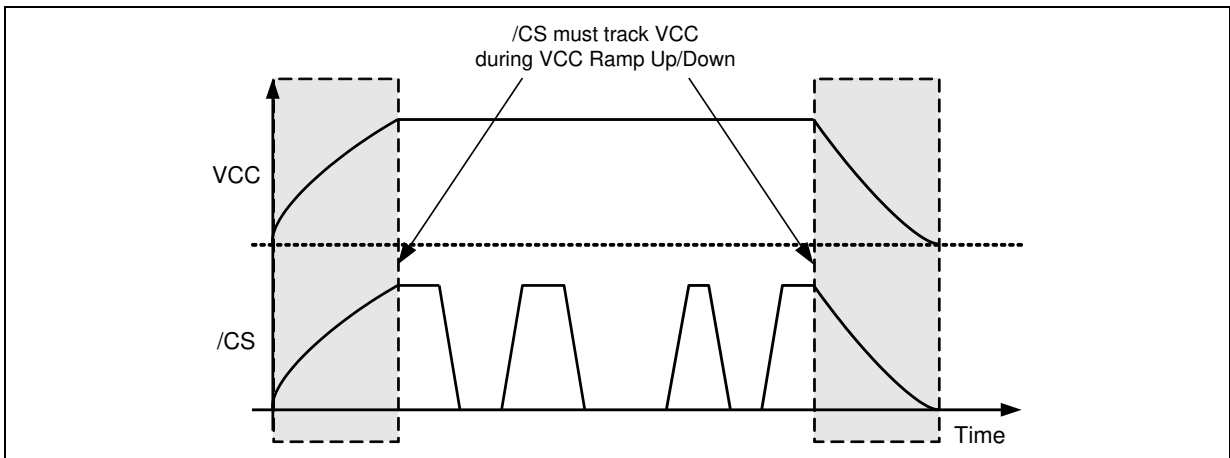 /CS must track VCC
during VCC Ramp Up/Down
VCC
/CS
Time